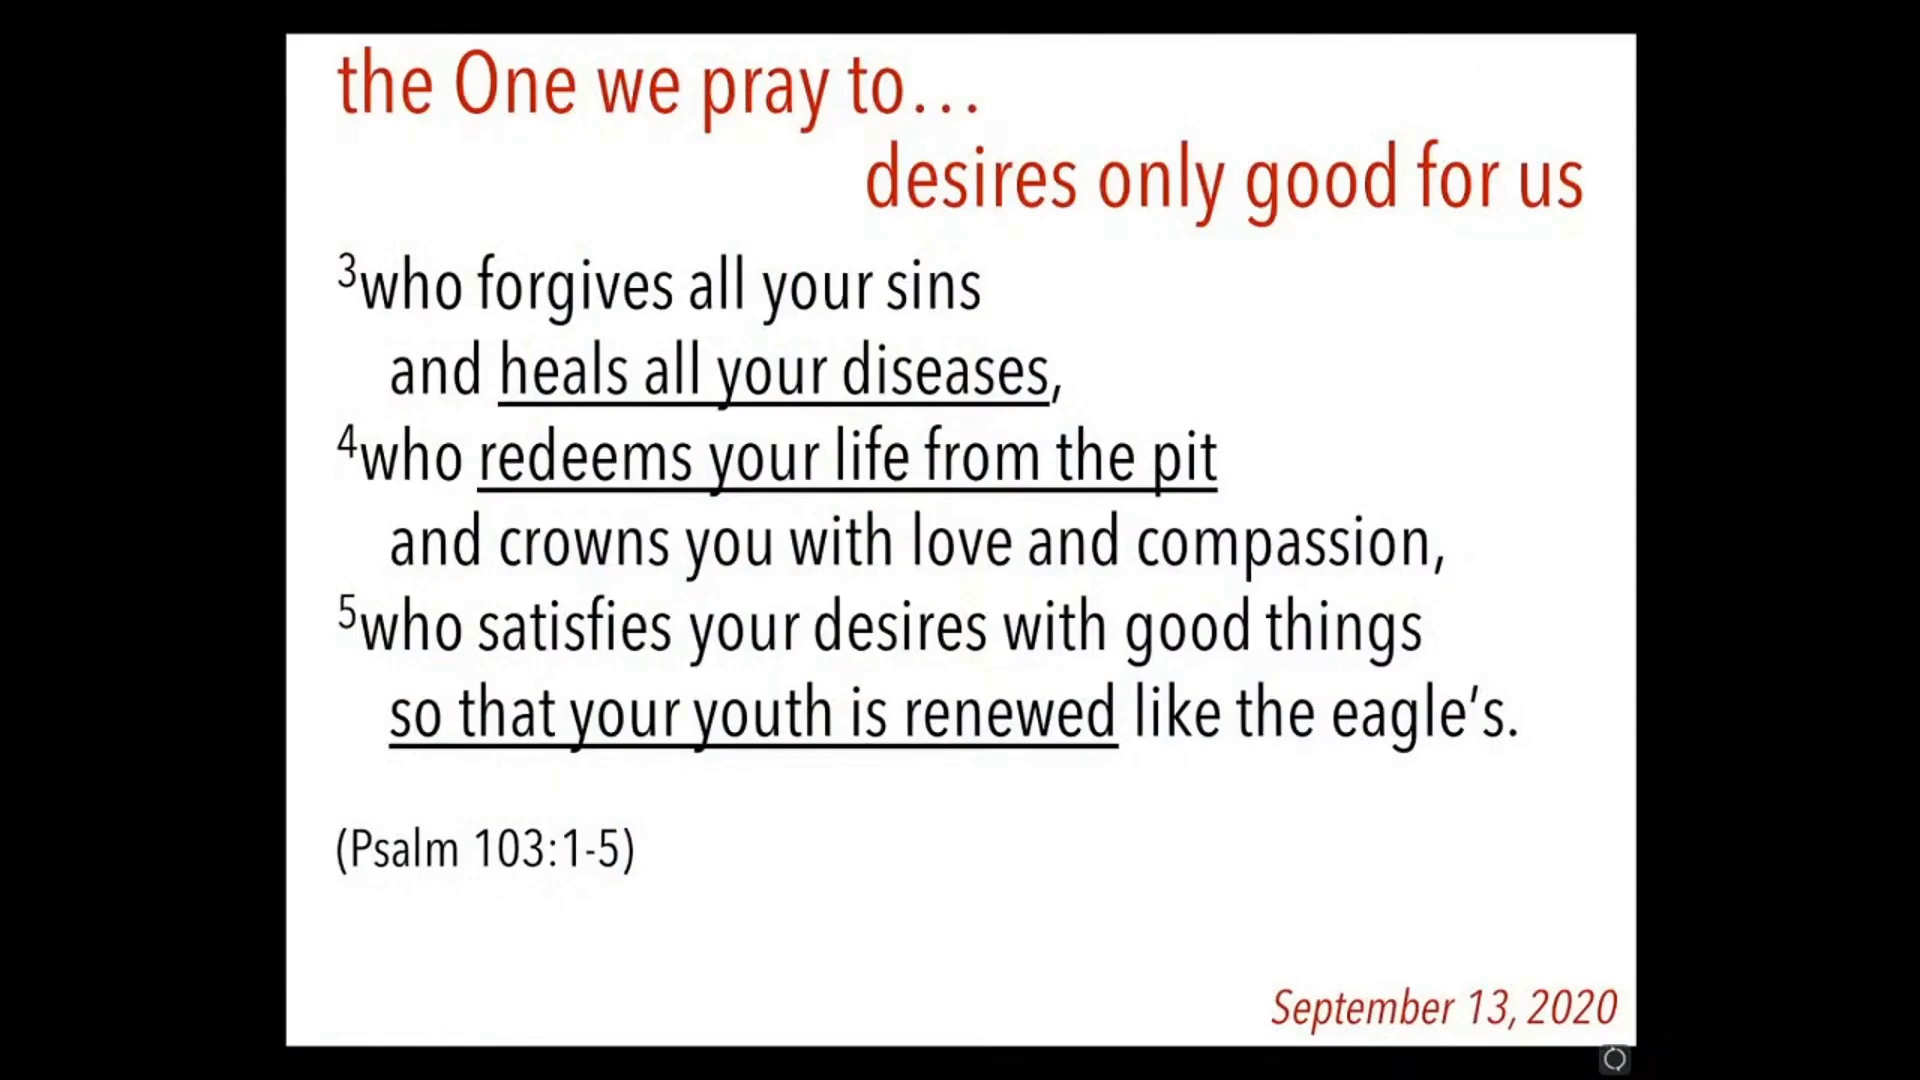 the One we pray to…
desires only good for us
³who forgives all your sins
and heals all your diseases,
⁴who redeems your life from the pit
and crowns you with love and compassion,
⁵who satisfies your desires with good things
so that your youth is renewed like the eagle’s.
(Psalm 103:1-5)
September 13, 2020